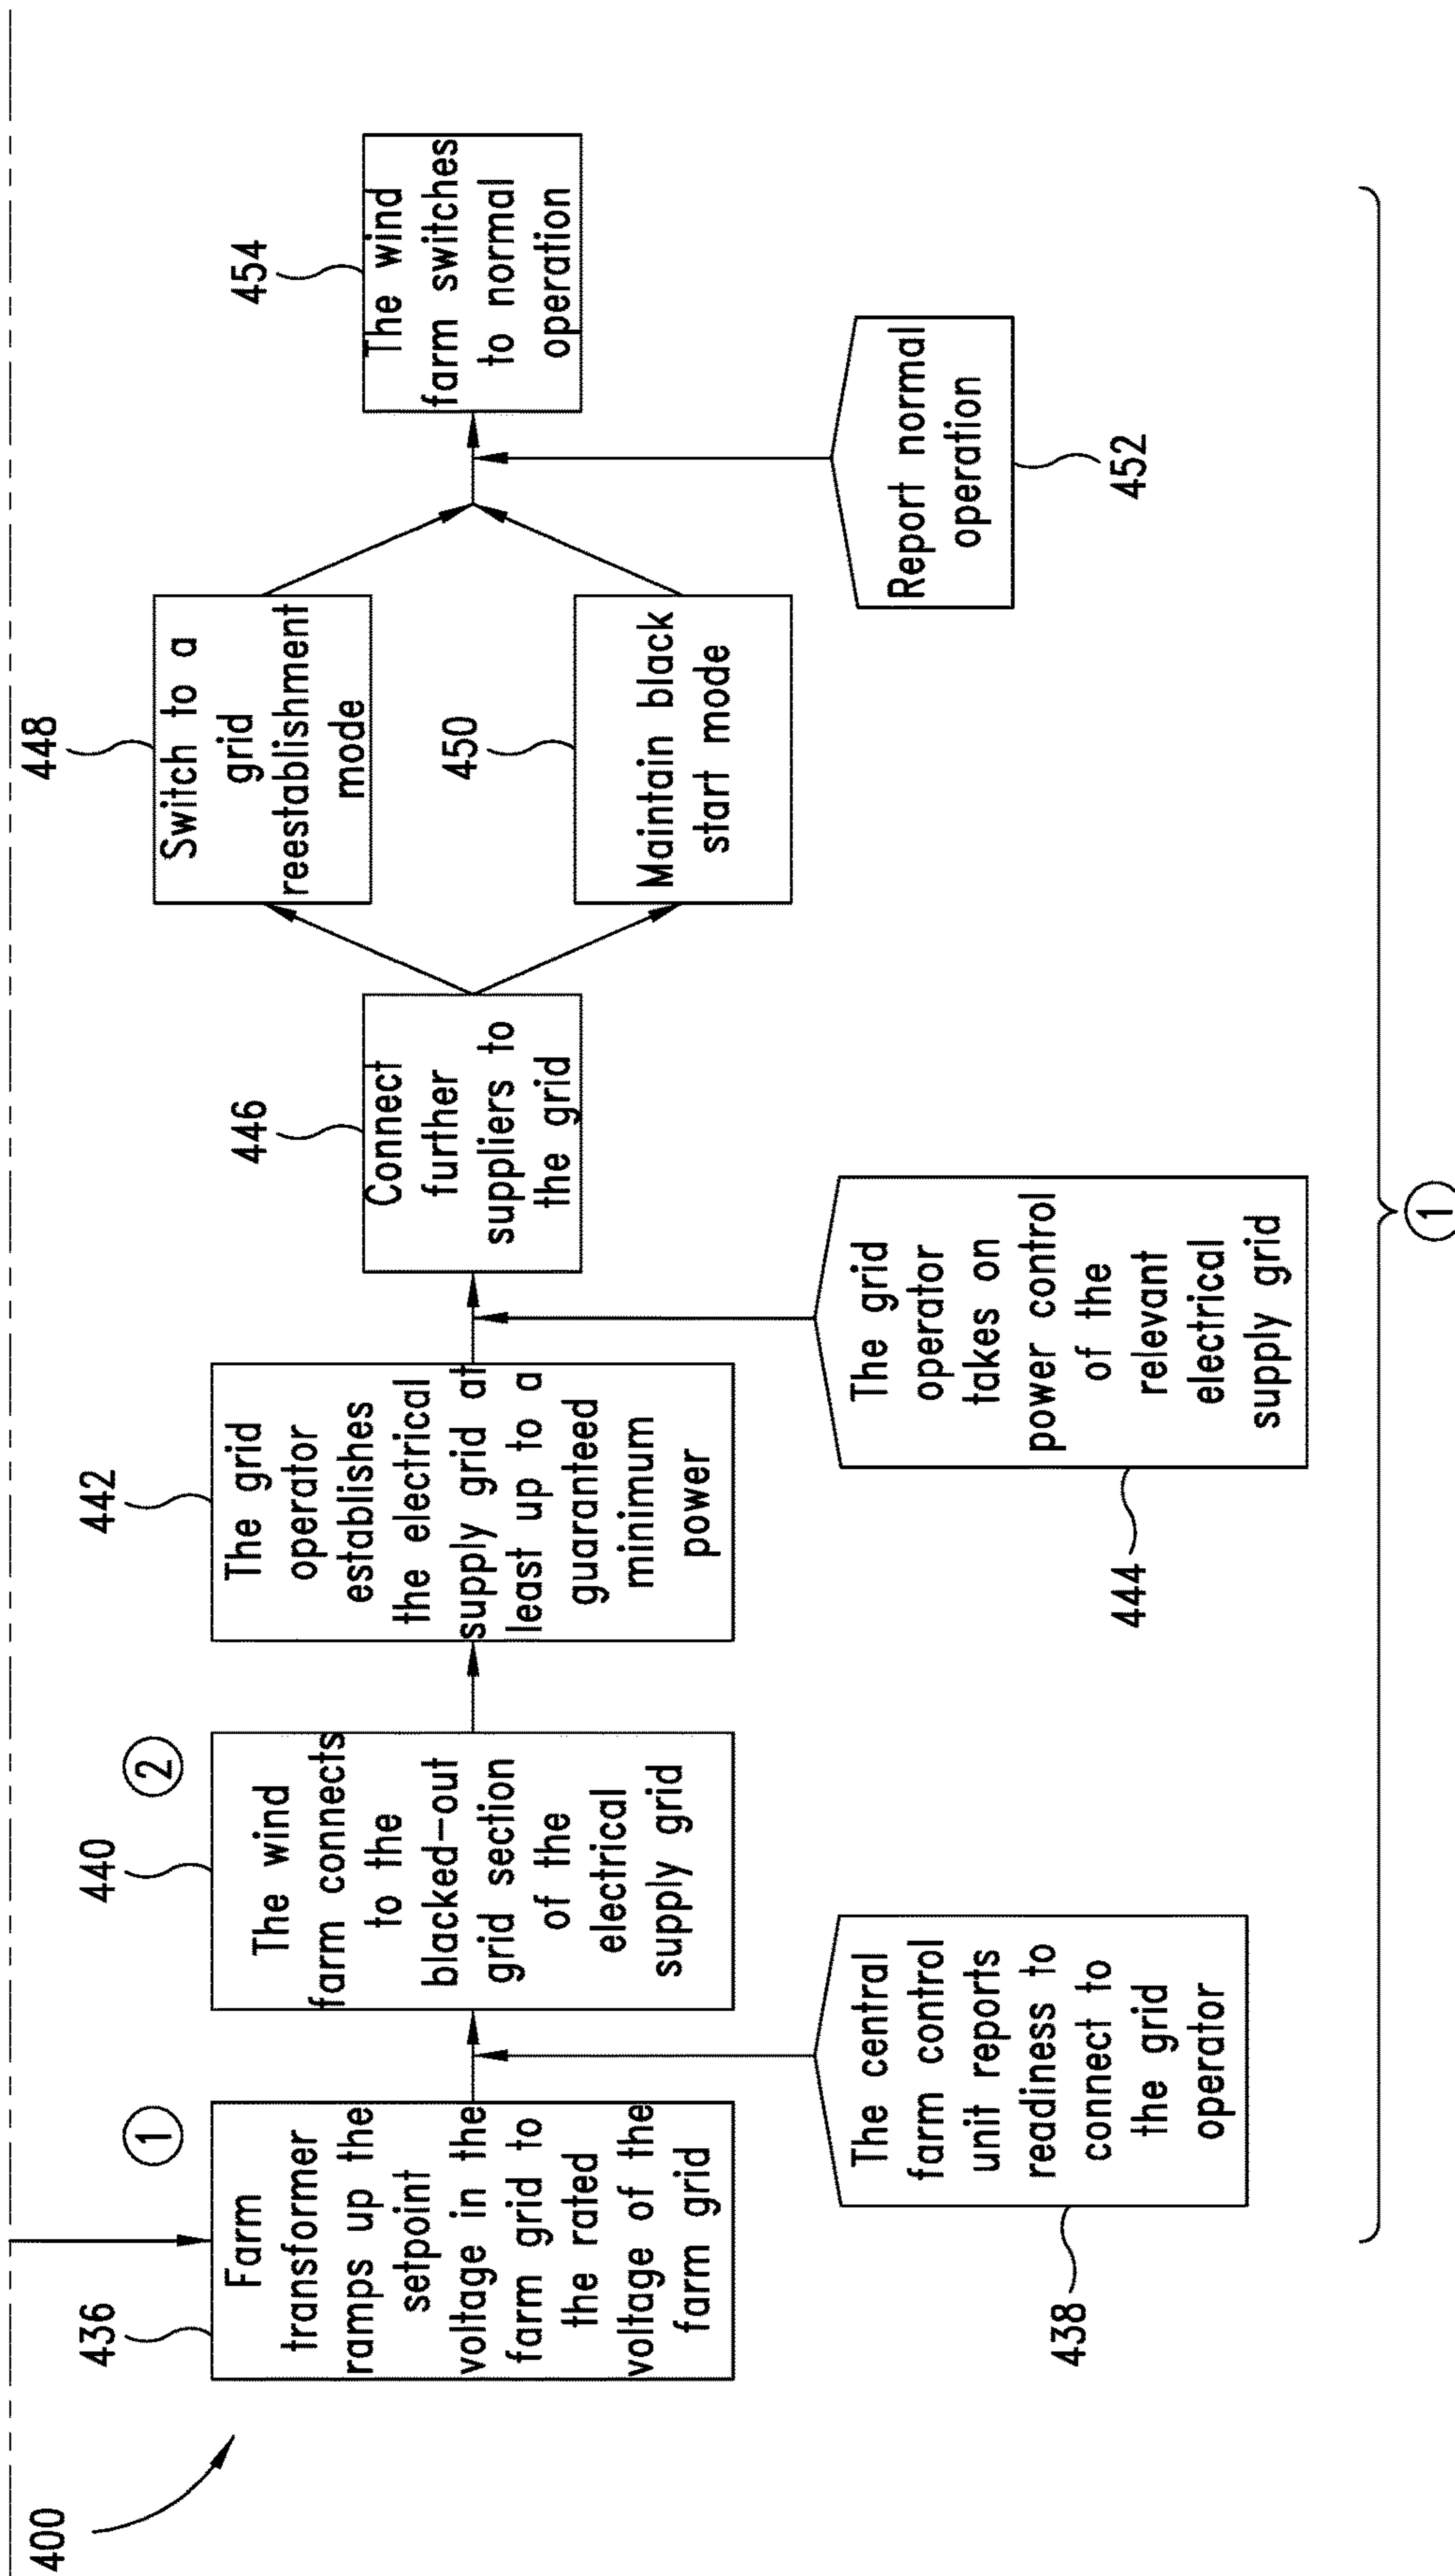 400
436
1
Farm
transformer
ramps up the
setpoint
voltage in the
farm grid to
the rated
voltage of the
farm grid
438
The central
farm control
unit reports
readiness to
connect to
the grid
operator
440
2
The wind
farm connects
to the
blacked-out
grid section
of the
electrical
supply grid
442
The grid
operator
establishes
the electrical
supply grid at
least up to a
guaranteed
minimum
power
444
The grid
operator
takes on
power control
of the
relevant
electrical
supply grid
446
Connect
further
suppliers to
the grid
448
Switch to a
grid
reestablishment
mode
450
Maintain black
start mode
452
Report normal
operation
454
The wind
farm switches
to normal
operation
1